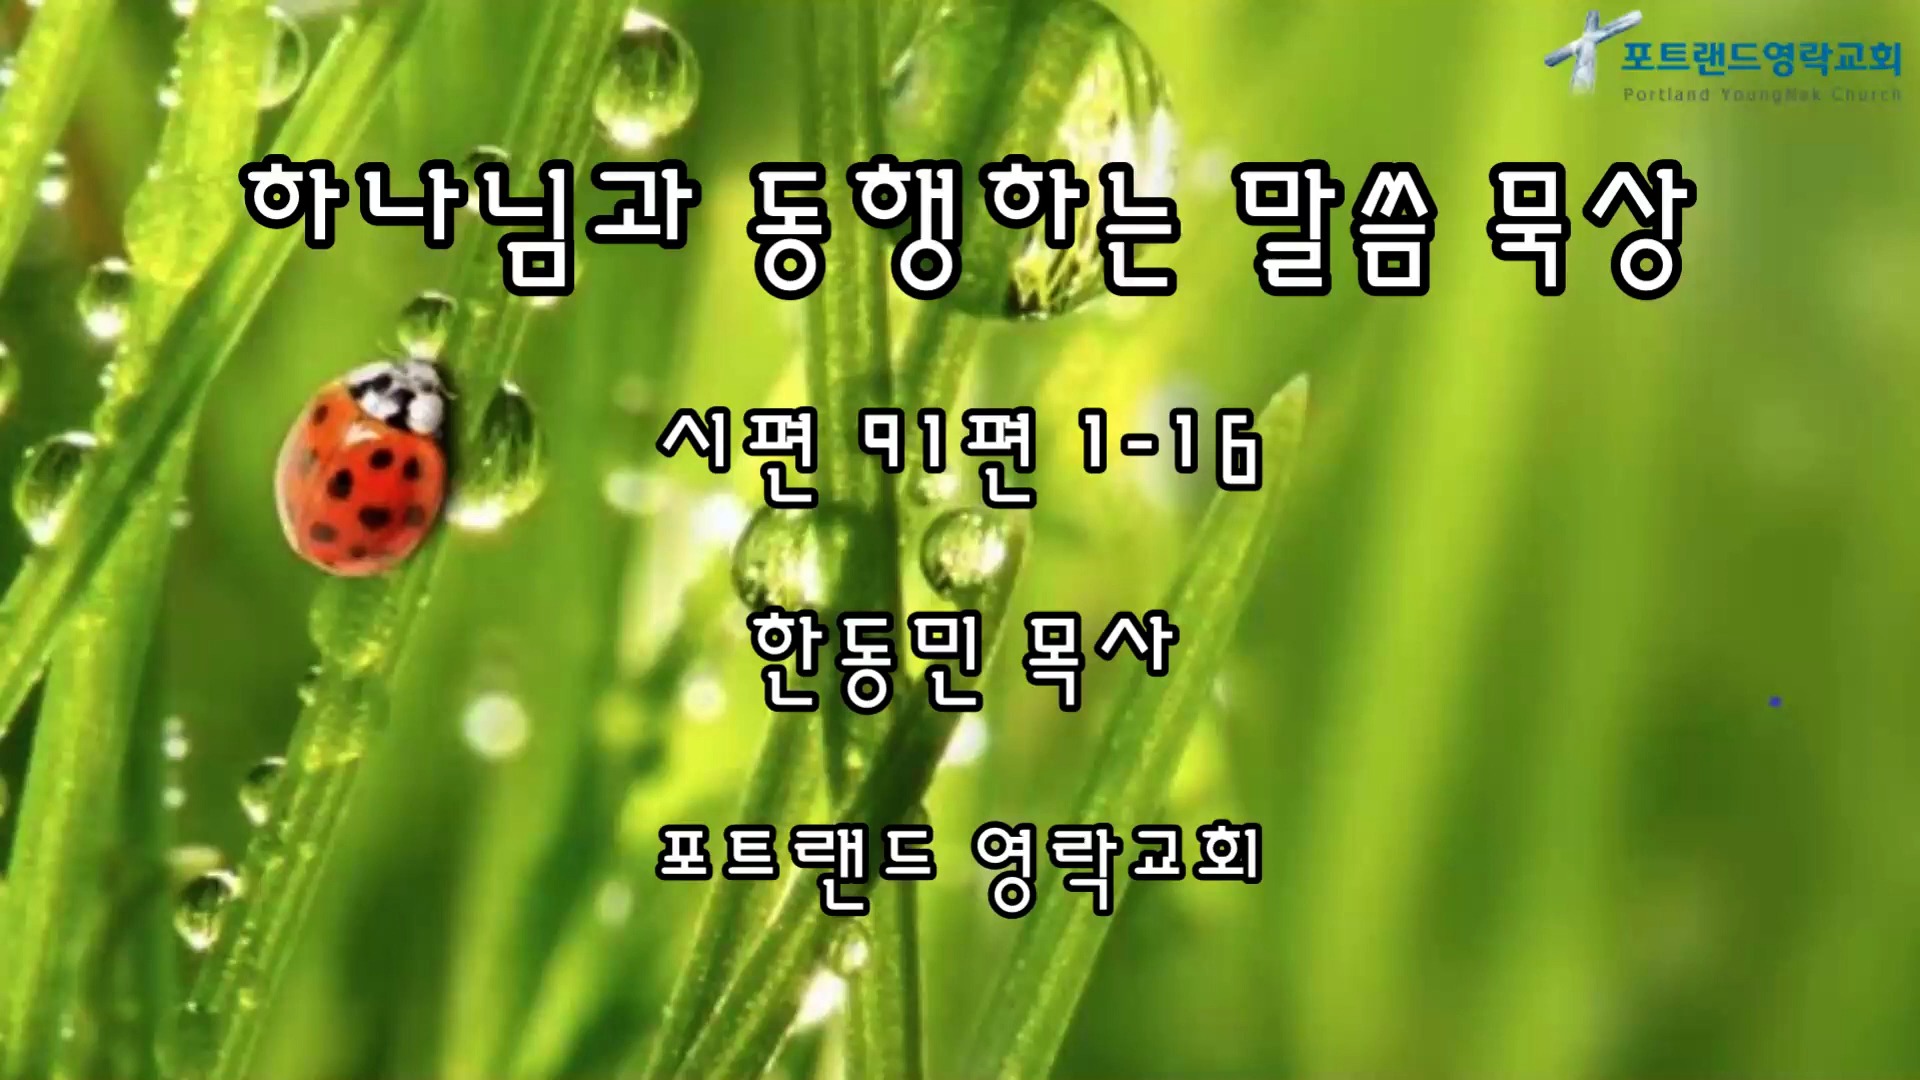 포트랜드영락교회
Portland YoungNak Church
하나님과 동행하는 말씀 묵상
시편 91편 1-16
한동민 목사
포트랜드 영락교회